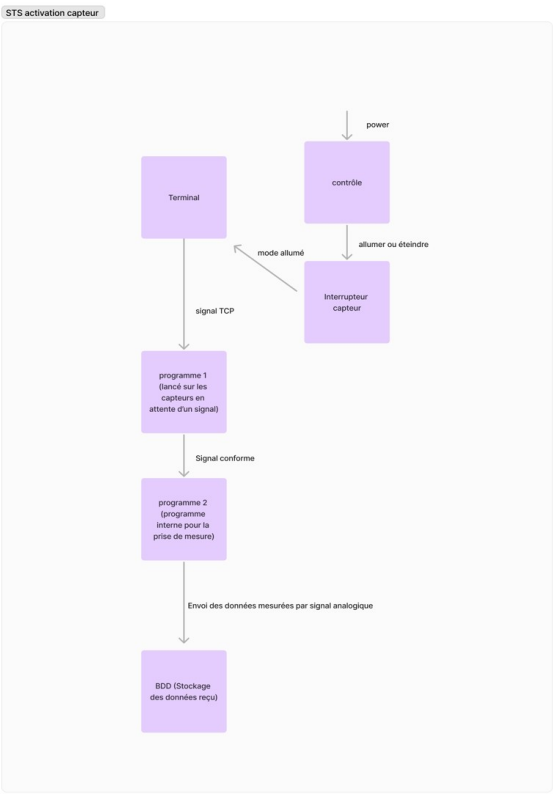 STS activation capteur
power
contrôle
Terminal
allumer ou éteindre
mode allumé
Interrupteur
capteur
signal TCP
programme 1
(lancé sur les
capteurs en
attente d'un signal)
Signal conforme
programme 2
(programme
interne pour la
prise de mesure)
Envoi des données mesurées par signal analogique
BDD (Stockage
des données reçu)